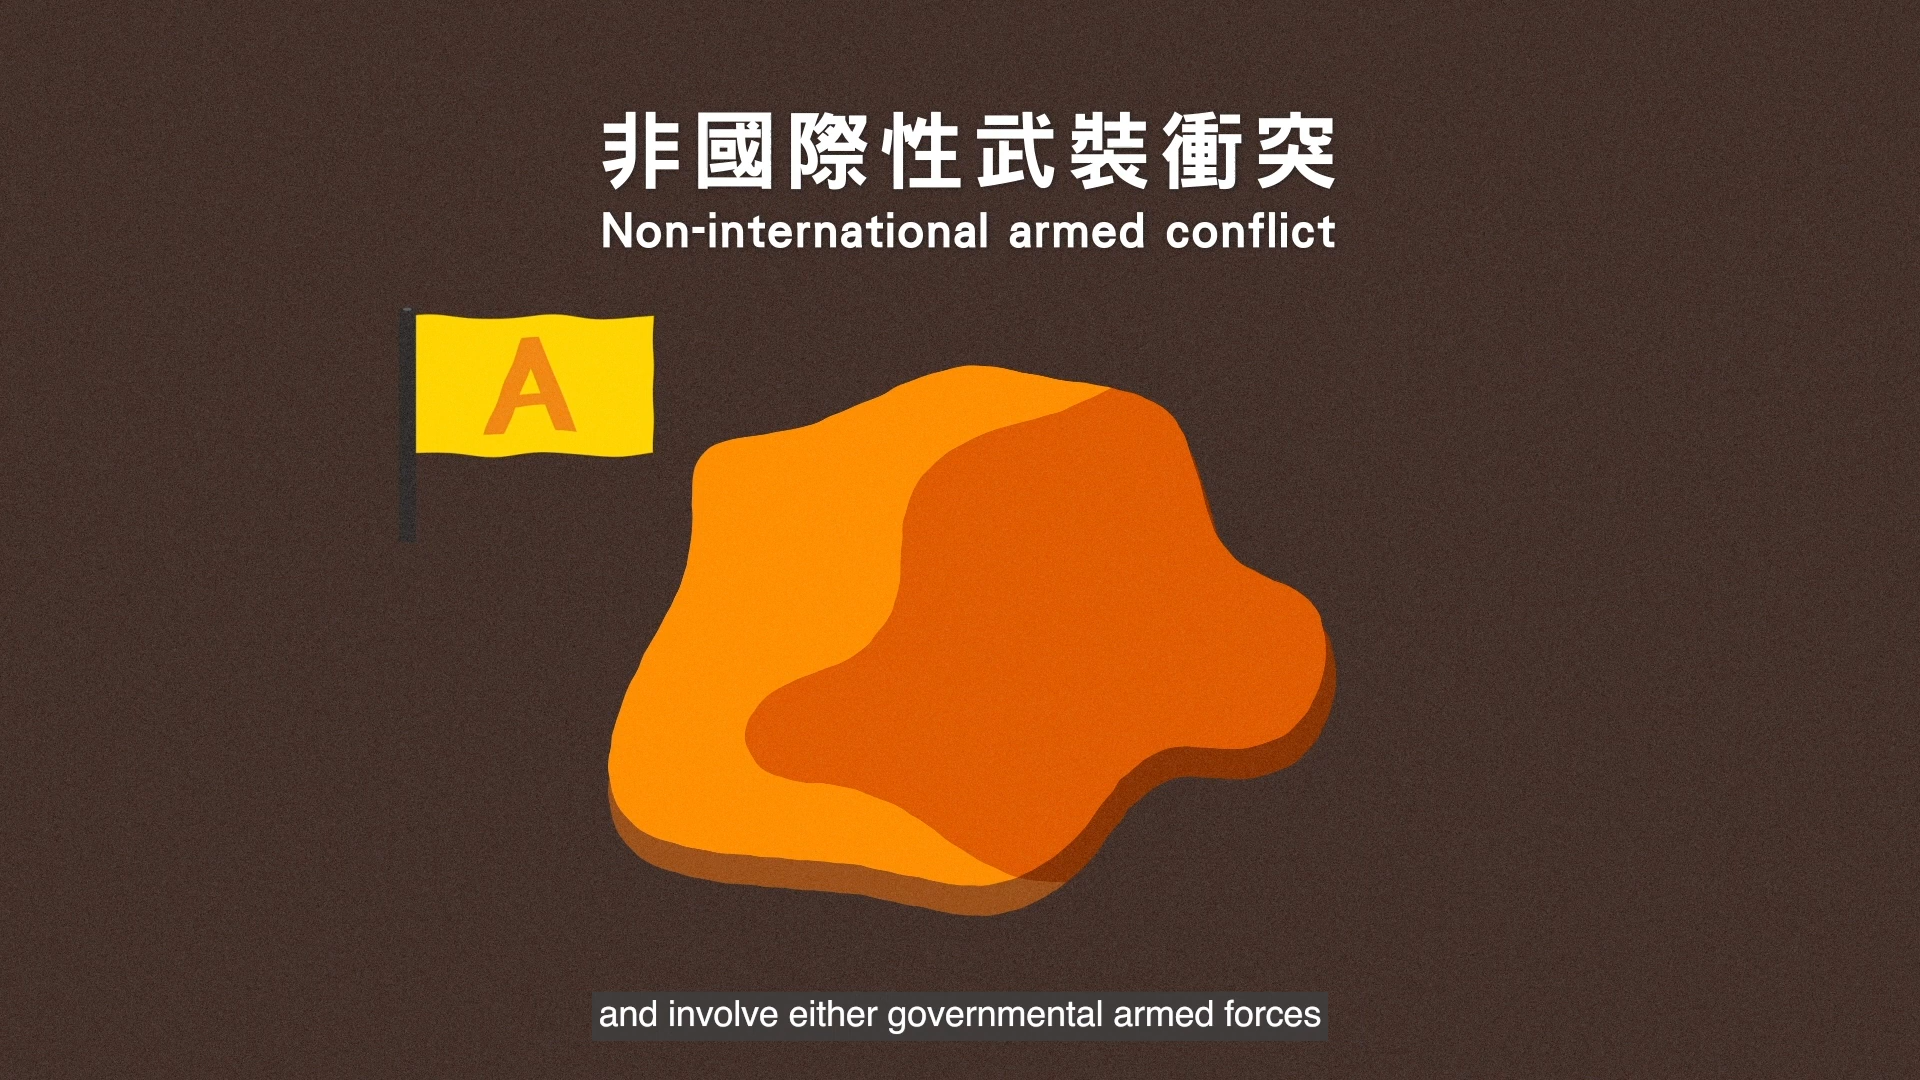 非國際性武裝衝突
Non-international armed conflict
A
and involve either governmental armed forces